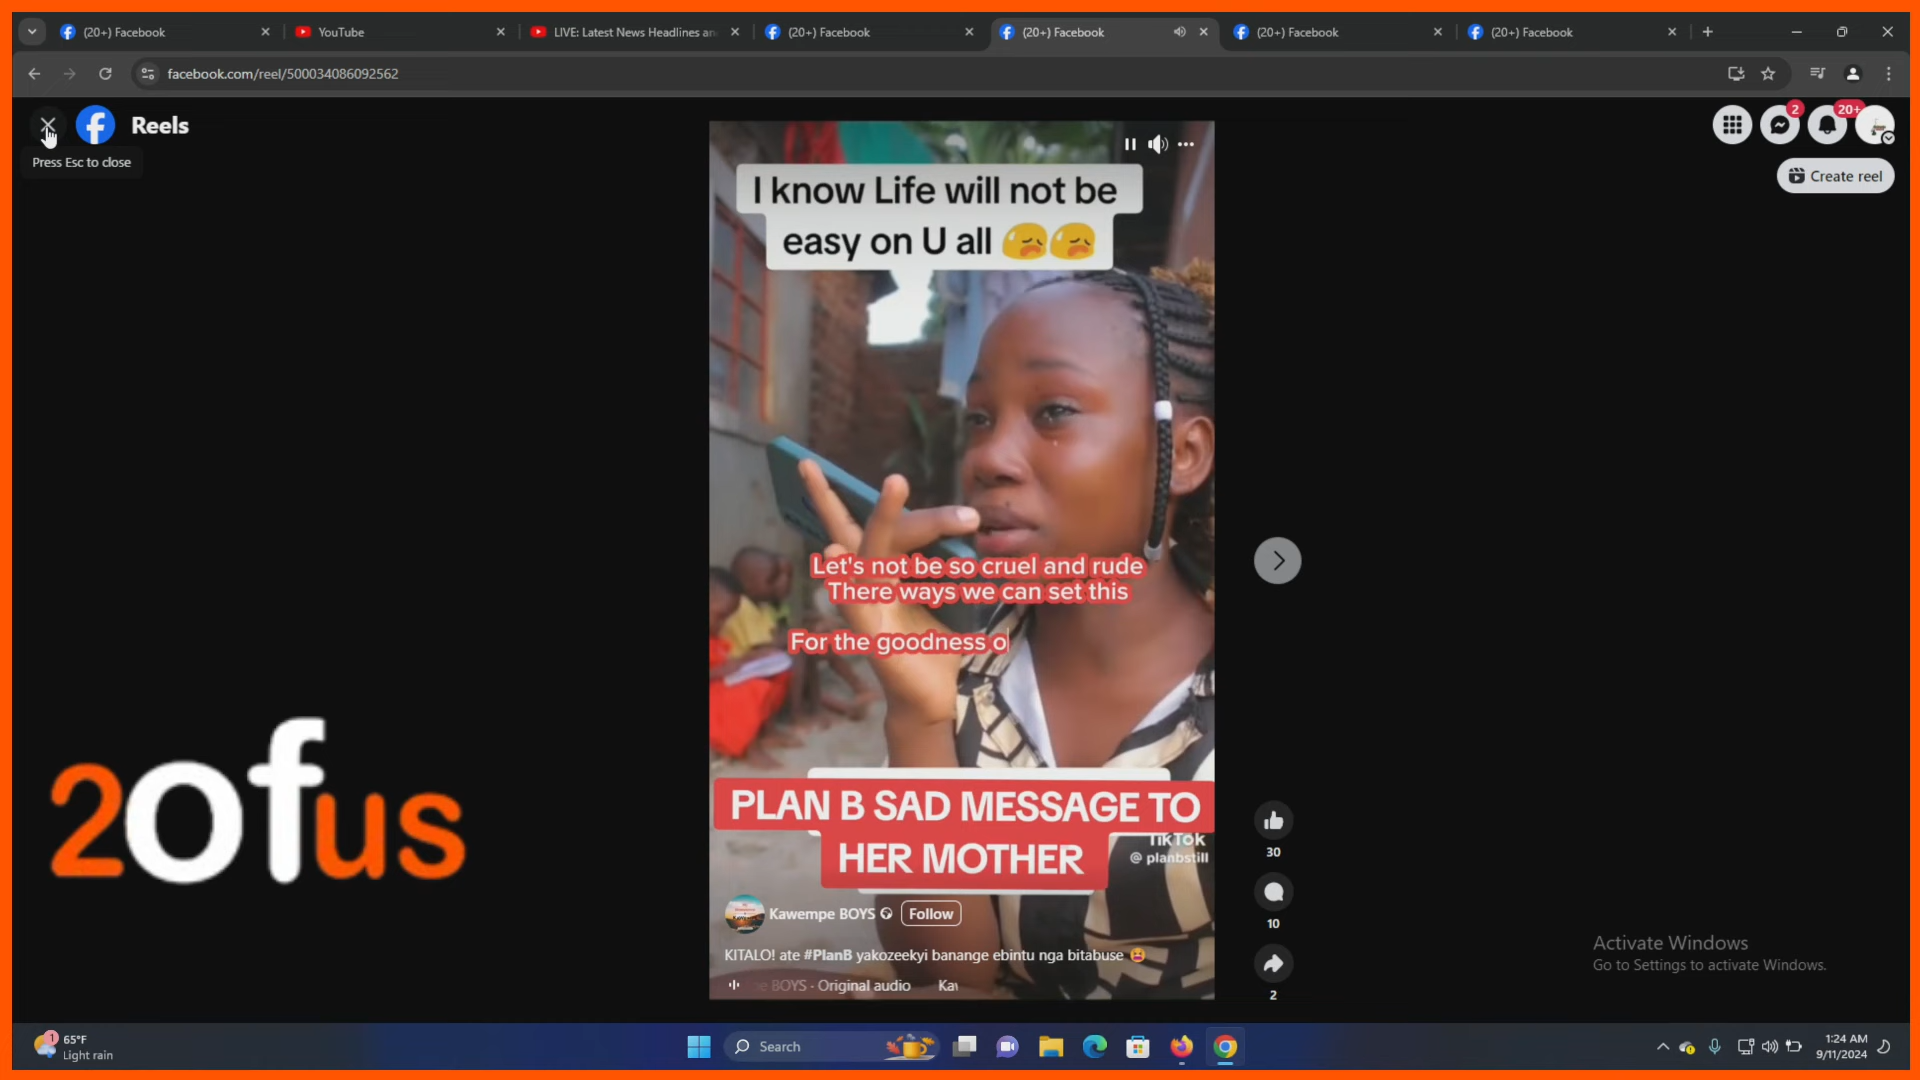 (20+) Facebook
YouTube
LIVE: Latest News Headlines an
(20+) Facebook
(20+) Facebook
(20+) Facebook
(20+) Facebook
facebook.com/reel/500034086092562
Reels
2
20+
Press Esc to close
Create reel
I know Life will not be
easy on U all 😥😥
Let's not be so cruel and rude
There ways we can set this
For the goodness o
PLAN B SAD MESSAGE TO
HER MOTHER
TikTok
@ planbstill
2ofus
30
10
2
Kawempe BOYS
Follow
KITALO! ate #PlanB yakozeekyi banange ebintu nga bitabuse 😫
BOYS · Original audio
Kaw
Activate Windows
Go to Settings to activate Windows.
1
65°F
Light rain
Search
1:24 AM
9/11/2024